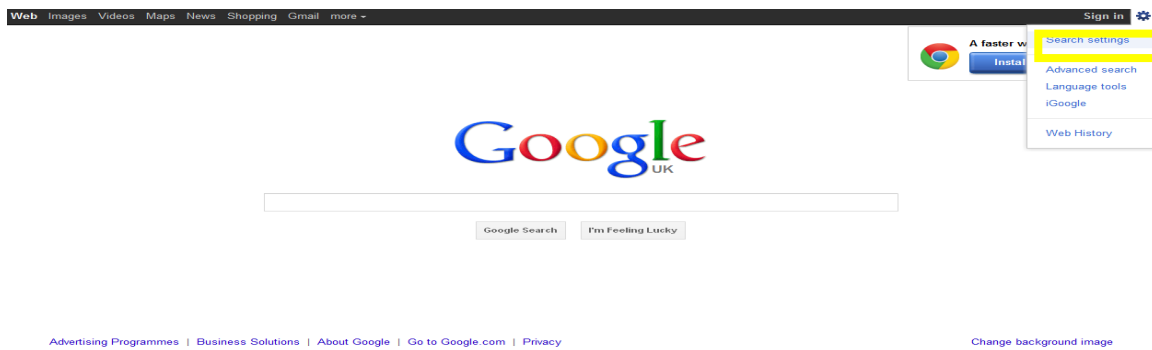 Web Images Videos Maps News Shopping Gmail more
Sign in
A faster w
Instal
Search settings
Advanced search
Language tools
iGoogle
Web History
Google
UK
Google Search I'm Feeling Lucky
Advertising Programmes | Business Solutions | About Google | Go to Google.com | Privacy
Change background image